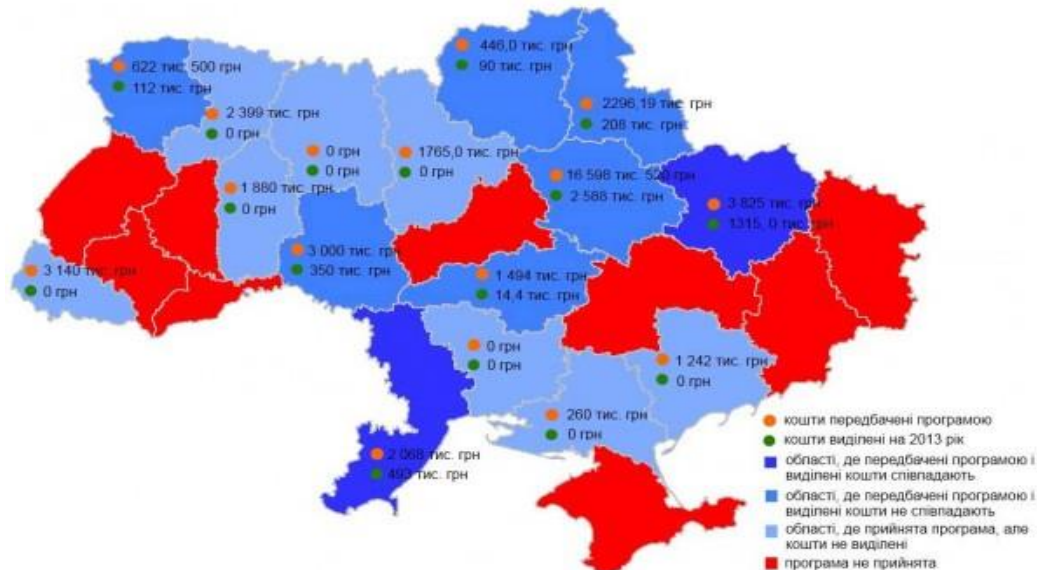 446,0 тис. грн
90 тис. грн
622 тис. 500 грн
112 тис. грн
2296,19 тис. грн
208 тис. грн
2 399 тис. грн
0 грн
0 грн
0 грн
1765,0 тис. грн
0 грн
16 598 тис. 520 грн
2 588 тис. грн
1 880 тис. грн
0 грн
3 825 тис. грн
1315, 0 тис. грн
3 000 тис. грн
350 тис. грн
3 140 тис. грн
0 грн
1 494 тис. грн
14,4 тис. грн
0 грн
0 грн
1 242 тис. грн
0 грн
260 тис. грн
0 грн
2 068 тис. грн
493 тис. грн
кошти передбачені програмою
кошти виділені на 2013 рік
області, де передбачені програмою і
виділені кошти співпадають
області, де передбачені програмою і
виділені кошти не співпадають
області, де прийнята програма, але
кошти не виділені
програма не прийнята